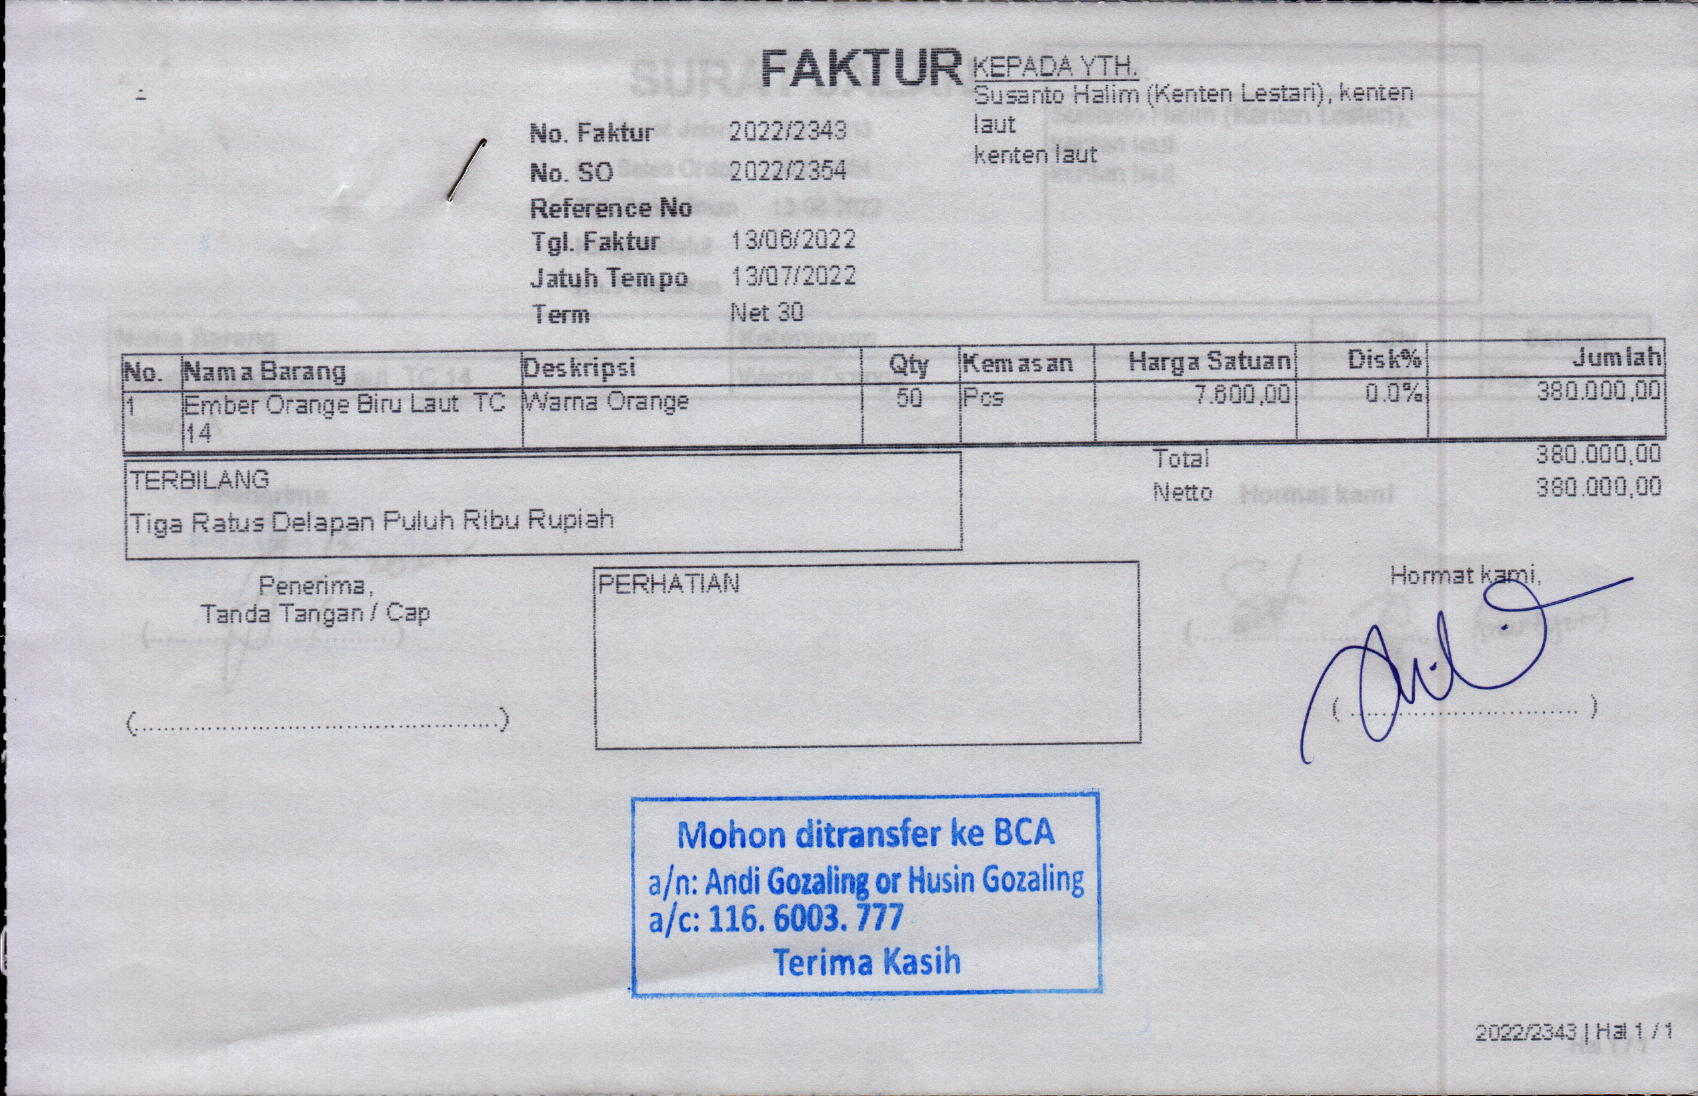 FAKTUR
KEPADA YTH.
Susanto Halim (Kenten Lestari), kenten
laut
kenten laut
No. Faktur 2022/2343
No. SO 2022/2354
Reference No
Tgl. Faktur 13/06/2022
Jatuh Tempo 13/07/2022
Term Net 30
No. Nama Barang Deskripsi Qty Kemasan Harga Satuan Disk% Jumlah
1 Ember Orange Biru Laut TC Warna Orange 50 Pcs 7.600,00 0.0% 380.000,00
14
Total 380.000,00
Netto 380.000,00
TERBILANG
Tiga Ratus Delapan Puluh Ribu Rupiah
Penerima,
Tanda Tangan / Cap
(..............................................)
PERHATIAN
Hormat kami,
( .............................. )
Mohon ditransfer ke BCA
a/n: Andi Gozaling or Husin Gozaling
a/c: 116. 6003. 777
Terima Kasih
2022/2343 | Hal 1 / 1